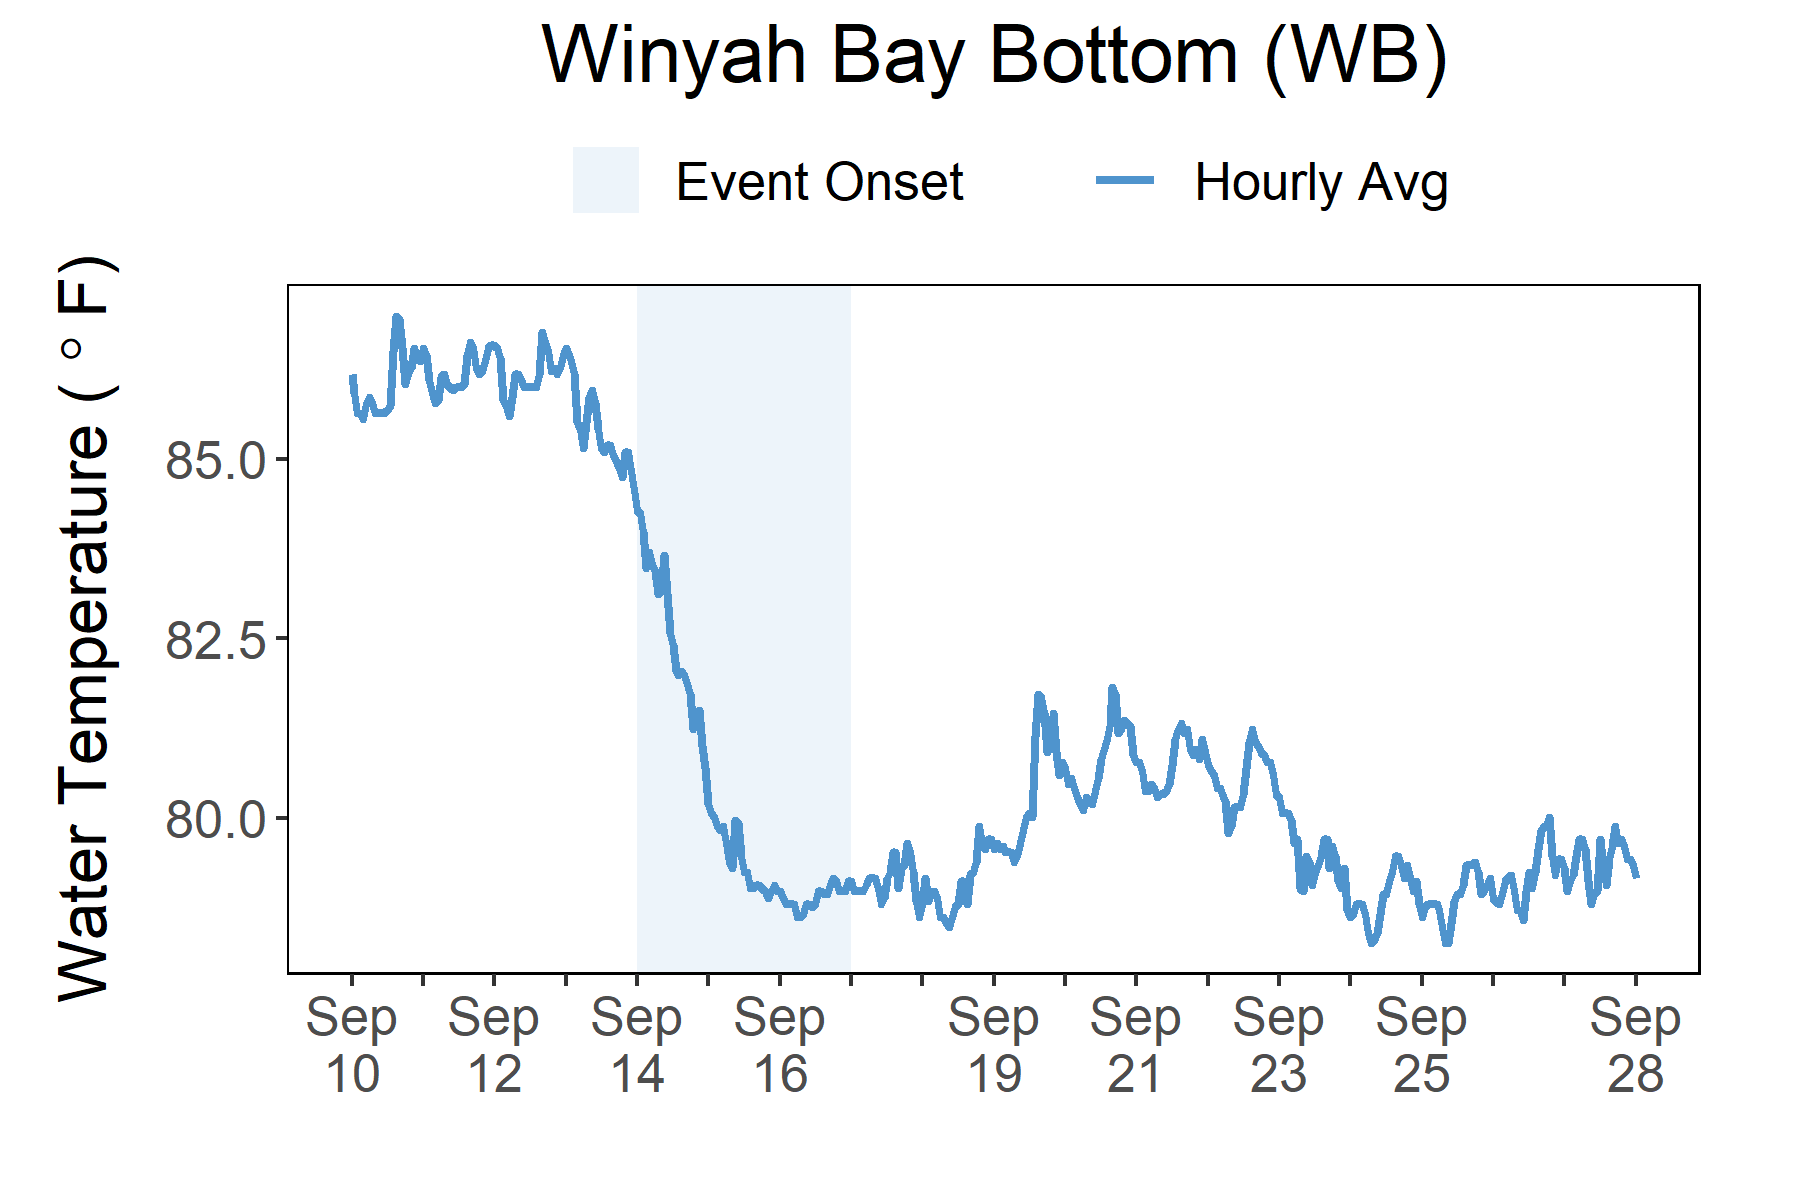 Winyah Bay Bottom (WB)
Event Onset
Hourly Avg
Water Temperature ( ° F)
85.0
82.5
80.0
Sep
10
Sep
12
Sep
14
Sep
16
Sep
19
Sep
21
Sep
23
Sep
25
Sep
28